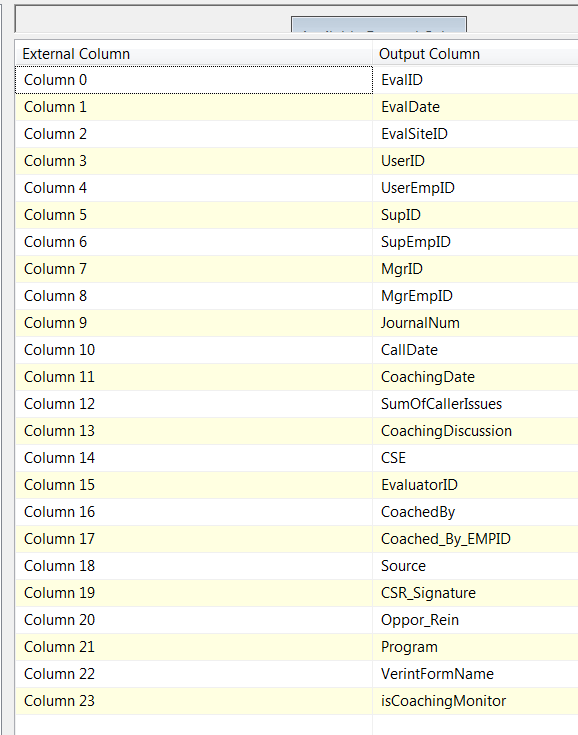 External Column Output Column
Column 0 EvalID
Column 1 EvalDate
Column 2 EvalSiteID
Column 3 UserID
Column 4 UserEmpID
Column 5 SupID
Column 6 SupEmpID
Column 7 MgrID
Column 8 MgrEmpID
Column 9 JournalNum
Column 10 CallDate
Column 11 CoachingDate
Column 12 SumOfCallerIssues
Column 13 CoachingDiscussion
Column 14 CSE
Column 15 EvaluatorID
Column 16 CoachedBy
Column 17 Coached_By_EMPID
Column 18 Source
Column 19 CSR_Signature
Column 20 Oppor_Rein
Column 21 Program
Column 22 VerintFormName
Column 23 isCoachingMonitor